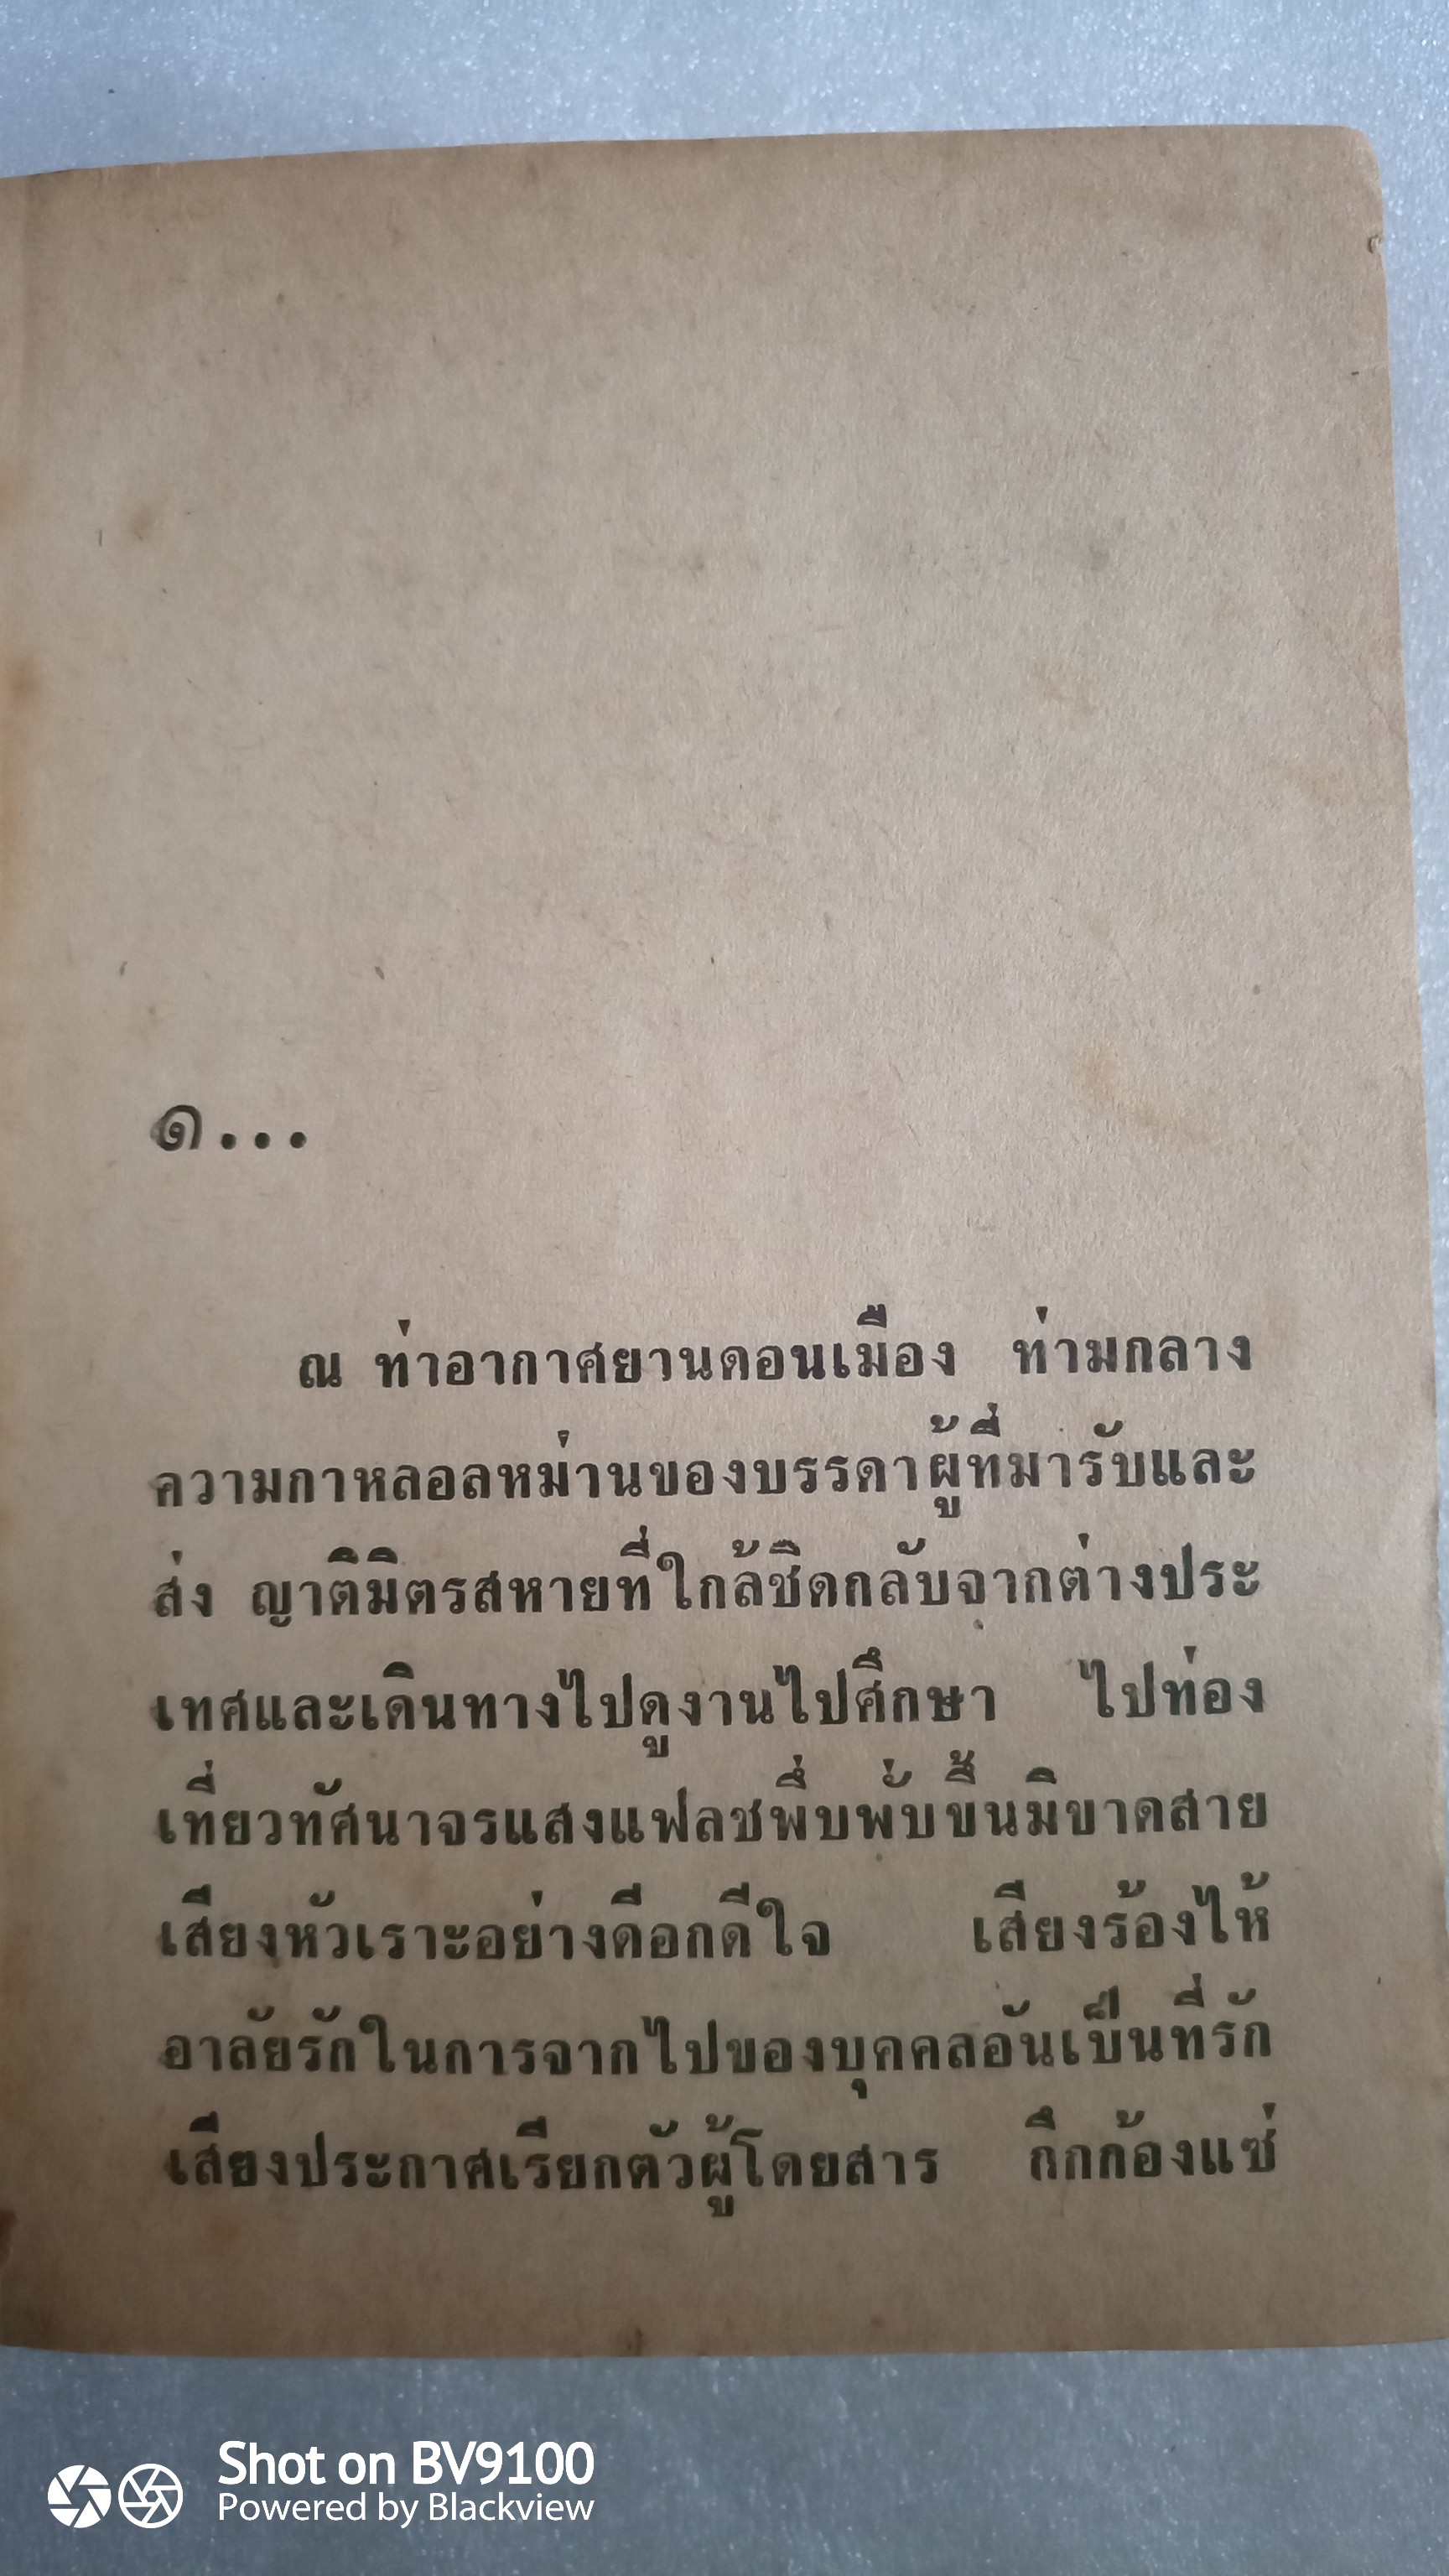 ๑...
ณ ท่าอากาศยานดอนเมือง ท่ามกลาง
ความกาหลอลหม่านของบรรดาผู้ที่มารับและ
ส่ง ญาติมิตรสหายที่ใกล้ชิดกลับจากต่างประ
เทศและเดินทางไปดูงานไปศึกษา ไปท่อง
เที่ยวทัศนาจรแสงแฟลชพึ่บพั่บขึ้นมิขาดสาย
เสียงหัวเราะอย่างดีอกดีใจ เสียงร้องไห้
อาลัยรักในการจากไปของบุคคลอันเป็นที่รัก
เสียงประกาศเรียกตัวผู้โดยสาร กึกก้องแซ่
Shot on BV9100
Powered by Blackview